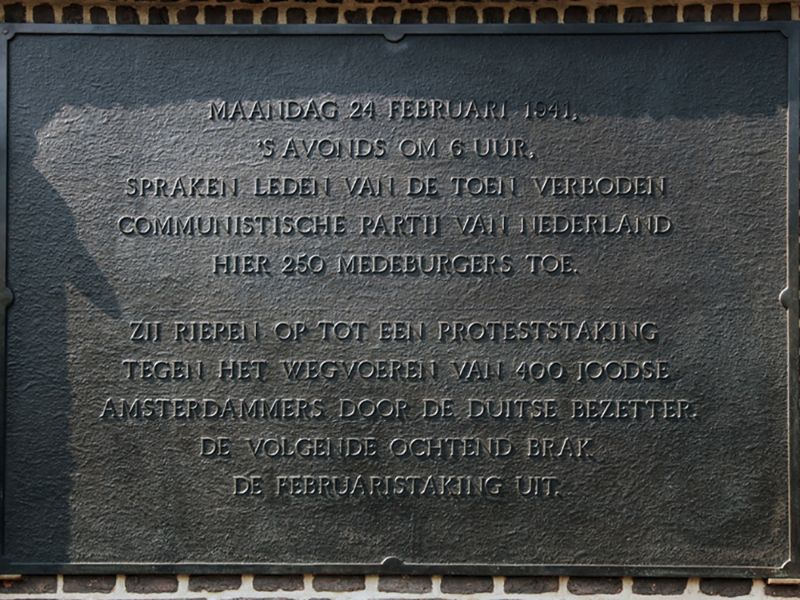 MAANDAG 24 FEBRUARI 1941,
'S AVONDS OM 6 UUR,
SPRAKEN LEDEN VAN DE TOEN VERBODEN
COMMUNISTISCHE PARTIJ VAN NEDERLAND
HIER 250 MEDEBURGERS TOE.
ZIJ RIEPEN OP TOT EEN PROTESTSTAKING
TEGEN HET WEGVOEREN VAN 400 JOODSE
AMSTERDAMMERS DOOR DE DUITSE BEZETTER.
DE VOLGENDE OCHTEND BRAK
DE FEBRUARISTAKING UIT.